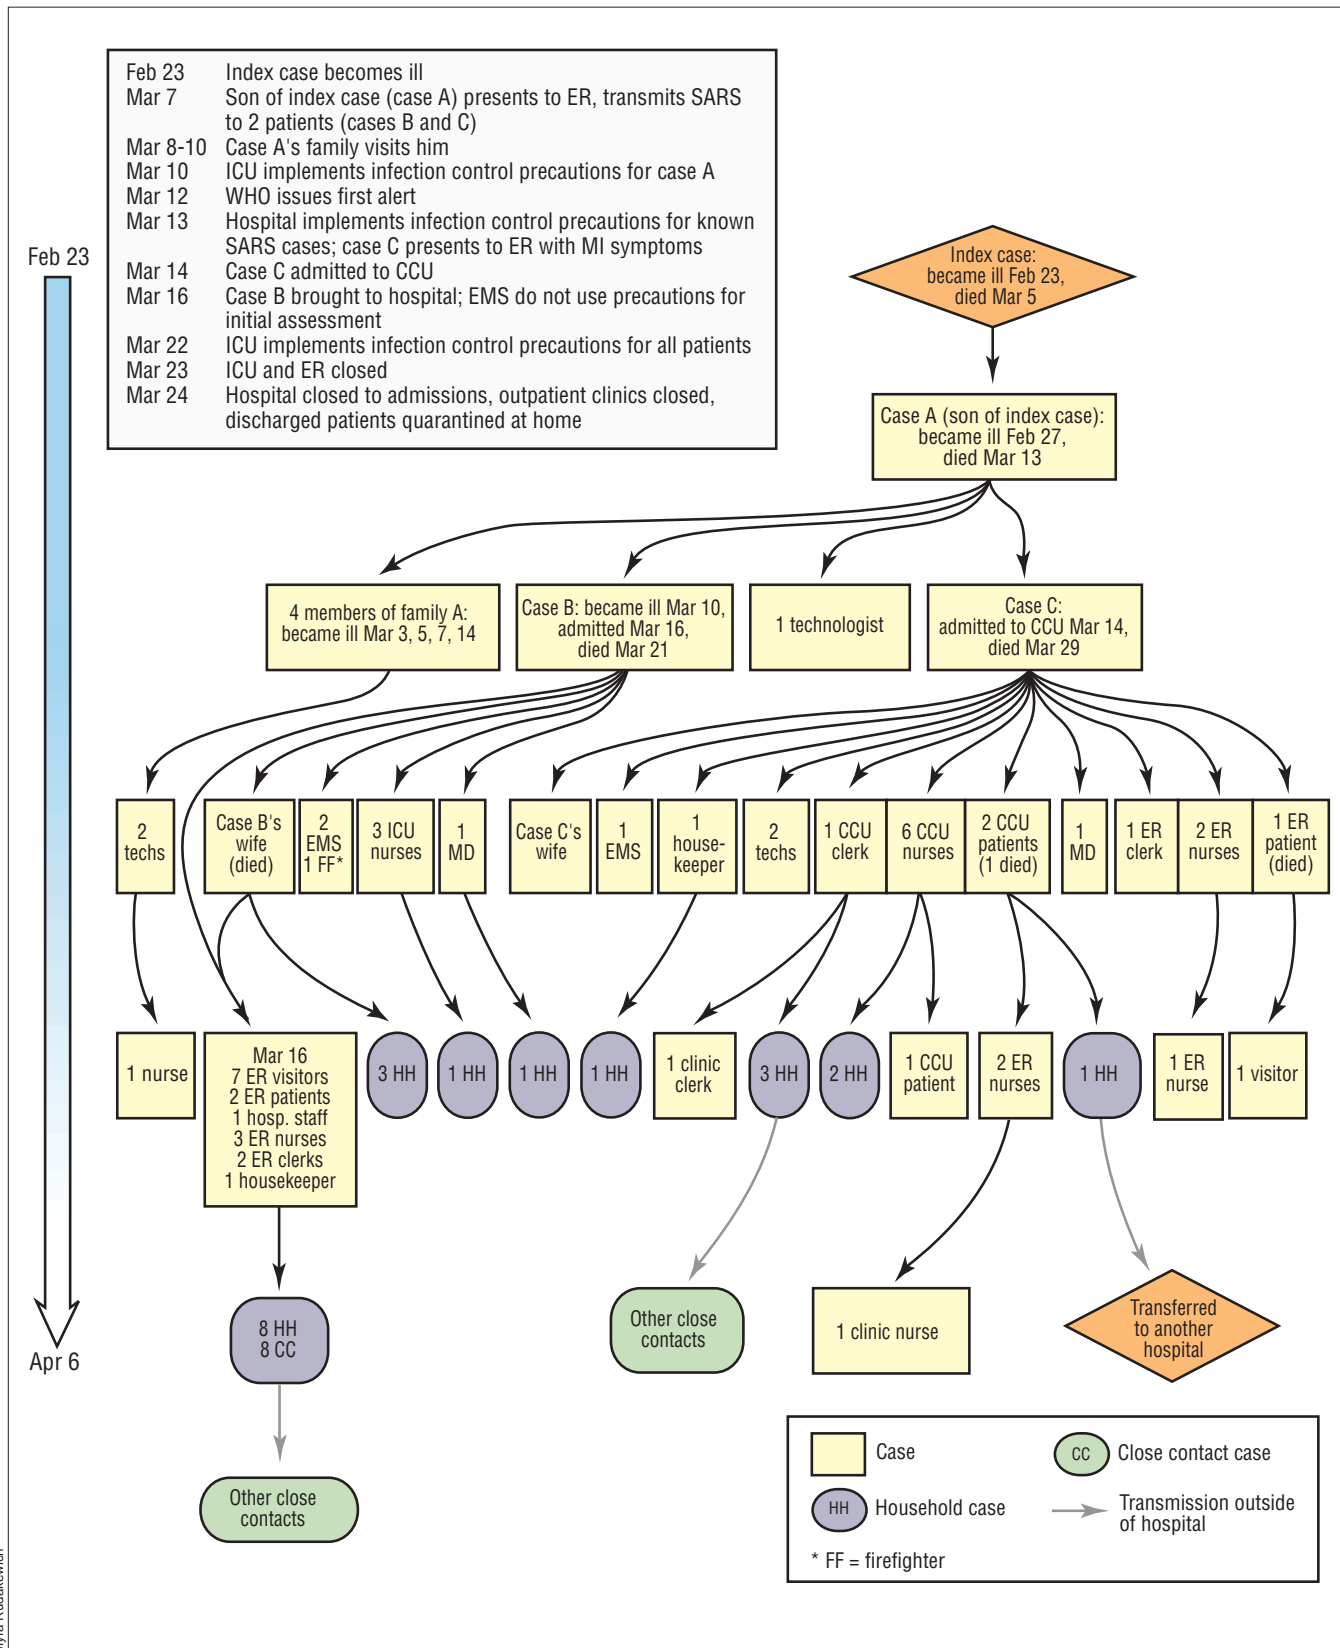 Feb 23 Index case becomes ill
Mar 7 Son of index case (case A) presents to ER, transmits SARS
to 2 patients (cases B and C)
Mar 8-10 Case A's family visits him
Mar 10 ICU implements infection control precautions for case A
Mar 12 WHO issues first alert
Mar 13 Hospital implements infection control precautions for known
SARS cases; case C presents to ER with MI symptoms
Mar 14 Case C admitted to CCU
Mar 16 Case B brought to hospital; EMS do not use precautions for
initial assessment
Mar 22 ICU implements infection control precautions for all patients
Mar 23 ICU and ER closed
Mar 24 Hospital closed to admissions, outpatient clinics closed,
discharged patients quarantined at home
Feb 23
Apr 6
Index case:
became ill Feb 23,
died Mar 5
Case A (son of index case):
became ill Feb 27,
died Mar 13
4 members of family A:
became ill Mar 3, 5, 7, 14
Case B: became ill Mar 10,
admitted Mar 16,
died Mar 21
1 technologist
Case C:
admitted to CCU Mar 14,
died Mar 29
2
techs
Case B's
wife
(died)
2
EMS
1 FF*
3 ICU
nurses
1
MD
Case C's
wife
1
EMS
1
house-
keeper
2
techs
1 CCU
clerk
6 CCU
nurses
2 CCU
patients
(1 died)
1
MD
1 ER
clerk
2 ER
nurses
1 ER
patient
(died)
1 nurse
Mar 16
7 ER visitors
2 ER patients
1 hosp. staff
3 ER nurses
2 ER clerks
1 housekeeper
3 HH
1 HH
1 HH
1 HH
1 clinic
clerk
3 HH
2 HH
1 CCU
patient
2 ER
nurses
1 HH
1 ER
nurse
1 visitor
8 HH
8 CC
Other close
contacts
1 clinic nurse
Transferred
to another
hospital
Other close
contacts
Case
CC Close contact case
HH Household case
Transmission outside
of hospital
* FF = firefighter